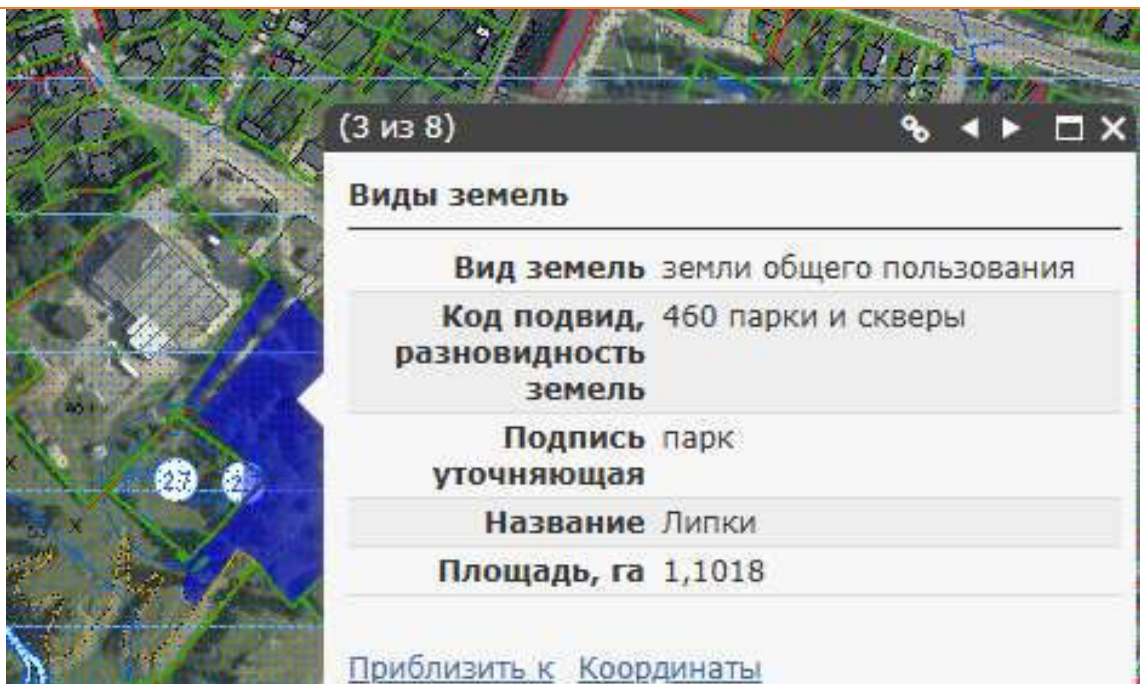 (3 из 8)
Виды земель
Вид земель земли общего пользования
Код подвид, 460 парки и скверы
разновидность
земель
Подпись парк
уточняющая
Название Липки
Площадь, га 1,1018
27
Приблизить к Координаты